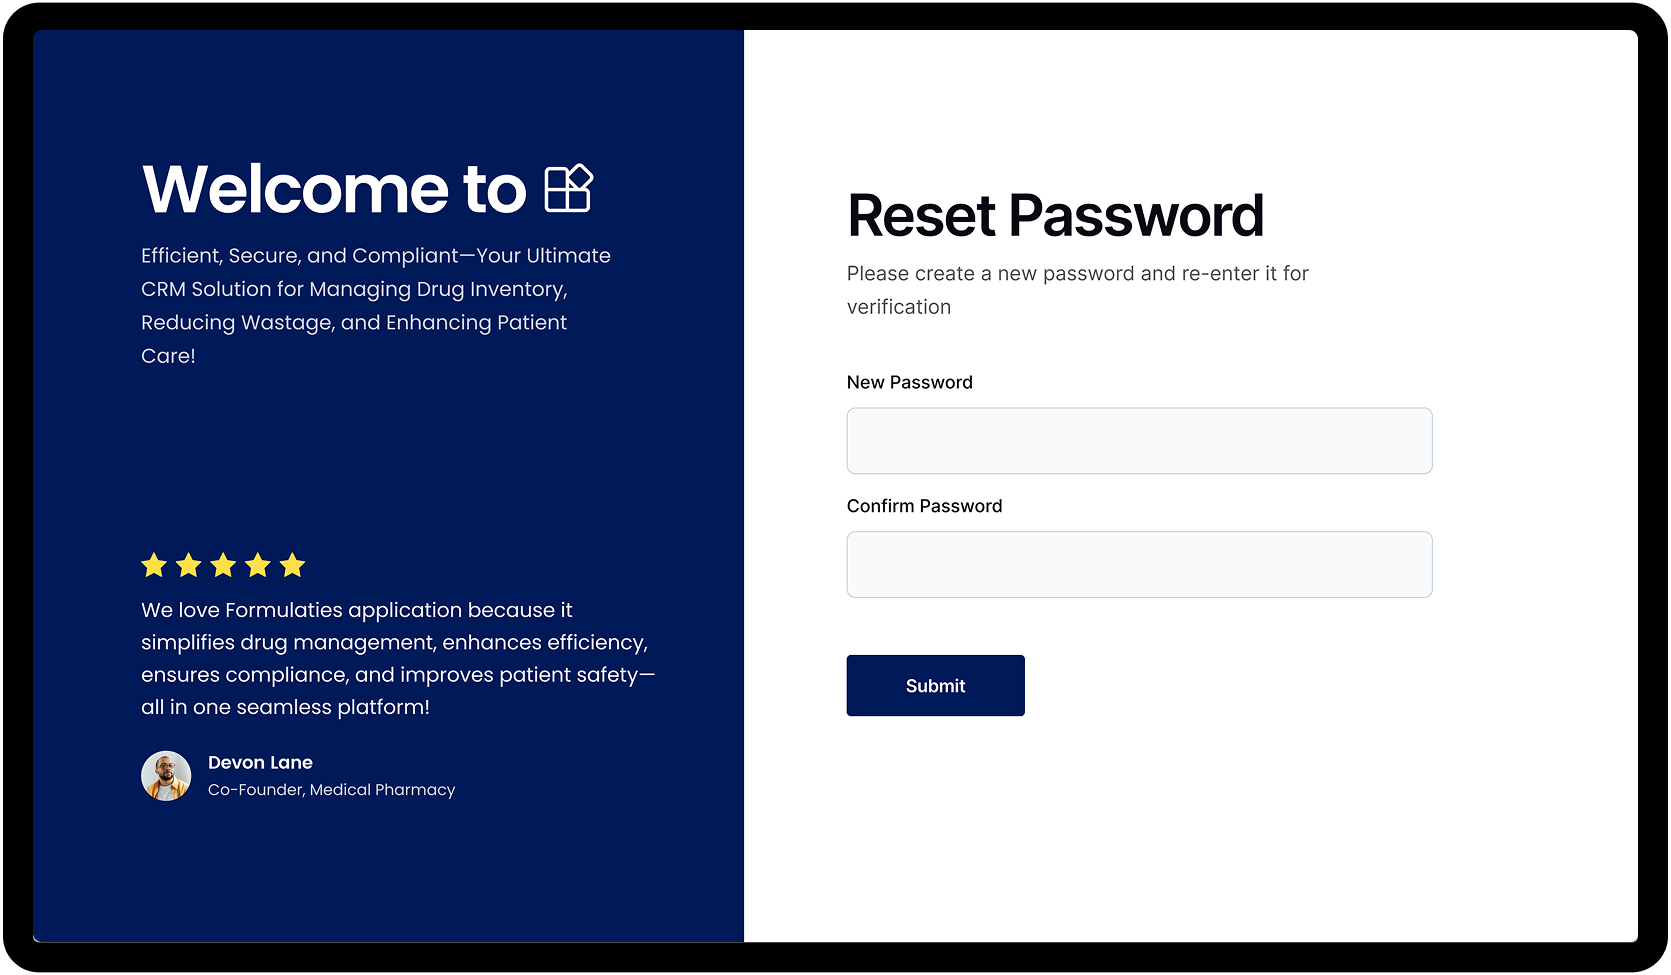 Welcome to
Efficient, Secure, and Compliant—Your Ultimate
CRM Solution for Managing Drug Inventory,
Reducing Wastage, and Enhancing Patient
Care!
We love Formulaties application because it
simplifies drug management, enhances efficiency,
ensures compliance, and improves patient safety—
all in one seamless platform!
Devon Lane
Co-Founder, Medical Pharmacy
Reset Password
Please create a new password and re-enter it for
verification
New Password
Confirm Password
Submit